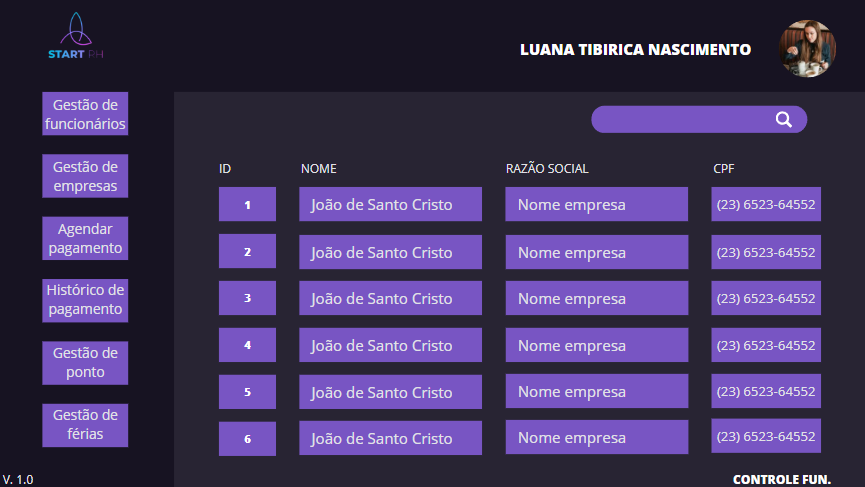 START RH
LUANA TIBIRICA NASCIMENTO
Gestão de
funcionários
Gestão de
empresas
Agendar
pagamento
Histórico de
pagamento
Gestão de
ponto
Gestão de
férias
ID NOME RAZÃO SOCIAL CPF
1 João de Santo Cristo Nome empresa (23) 6523-64552
2 João de Santo Cristo Nome empresa (23) 6523-64552
3 João de Santo Cristo Nome empresa (23) 6523-64552
4 João de Santo Cristo Nome empresa (23) 6523-64552
5 João de Santo Cristo Nome empresa (23) 6523-64552
6 João de Santo Cristo Nome empresa (23) 6523-64552
V. 1.0
CONTROLE FUN.